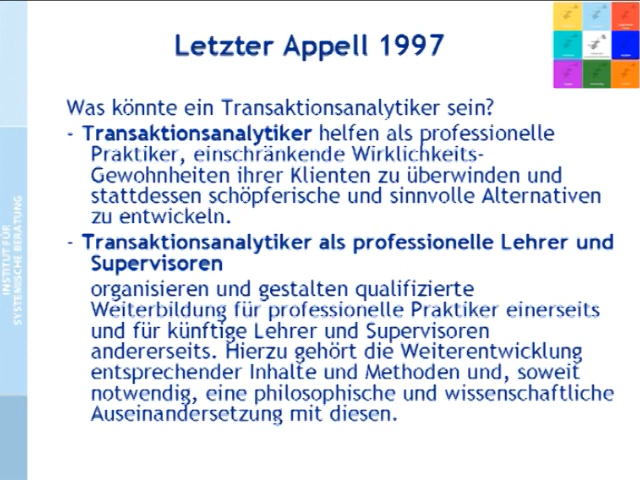 Letzter Appell 1997
Was könnte ein Transaktionsanalytiker sein?
- Transaktionsanalytiker helfen als professionelle
Praktiker, einschränkende Wirklichkeits-
Gewohnheiten ihrer Klienten zu überwinden und
stattdessen schöpferische und sinnvolle Alternativen
zu entwickeln.
- Transaktionsanalytiker als professionelle Lehrer und
Supervisoren
organisieren und gestalten qualifizierte
Weiterbildung für professionelle Praktiker einerseits
und für künftige Lehrer und Supervisoren
andererseits. Hierzu gehört die Weiterentwicklung
entsprechender Inhalte und Methoden und, soweit
notwendig, eine philosophische und wissenschaftliche
Auseinandersetzung mit diesen.
INSTITUT FÜR
SYSTEMISCHE BERATUNG